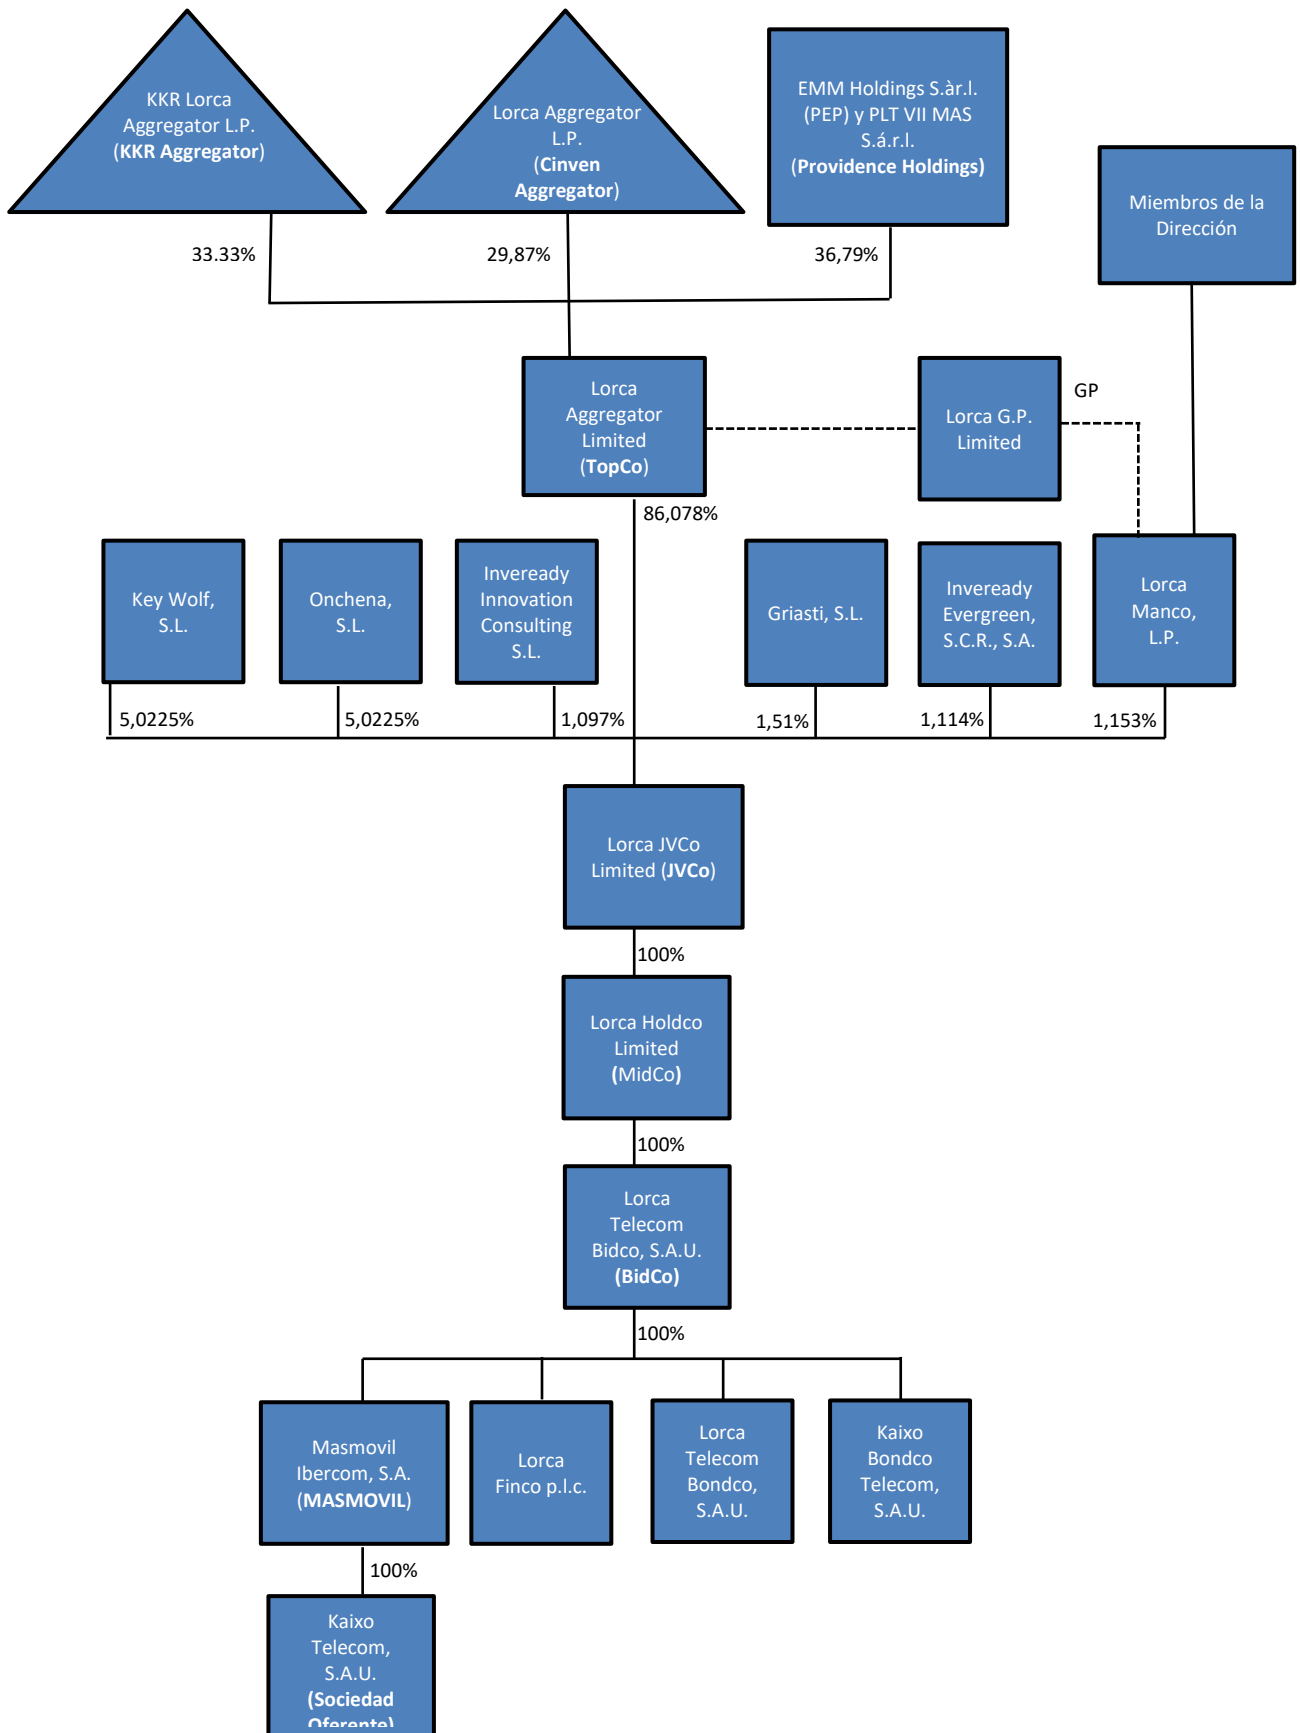 KKR Lorca
Aggregator L.P.
(KKR Aggregator)
Lorca Aggregator
L.P.
(Cinven
Aggregator)
EMM Holdings S.àr.l.
(PEP) y PLT VII MAS
S.á.r.l.
(Providence Holdings)
Miembros de la
Dirección
33.33%
29,87%
36,79%
Lorca
Aggregator
Limited
(TopCo)
Lorca G.P.
Limited
GP
86,078%
Key Wolf,
S.L.
Onchena,
S.L.
Inveready
Innovation
Consulting
S.L.
Griasti, S.L.
Inveready
Evergreen,
S.C.R., S.A.
Lorca
Manco,
L.P.
5,0225%
5,0225%
1,097%
1,51%
1,114%
1,153%
Lorca JVCo
Limited (JVCo)
100%
Lorca Holdco
Limited
(MidCo)
100%
Lorca
Telecom
Bidco, S.A.U.
(BidCo)
100%
Masmovil
Ibercom, S.A.
(MASMOVIL)
Lorca
Finco p.l.c.
Lorca
Telecom
Bondco,
S.A.U.
Kaixo
Bondco
Telecom,
S.A.U.
100%
Kaixo
Telecom,
S.A.U.
(Sociedad
Oferente)